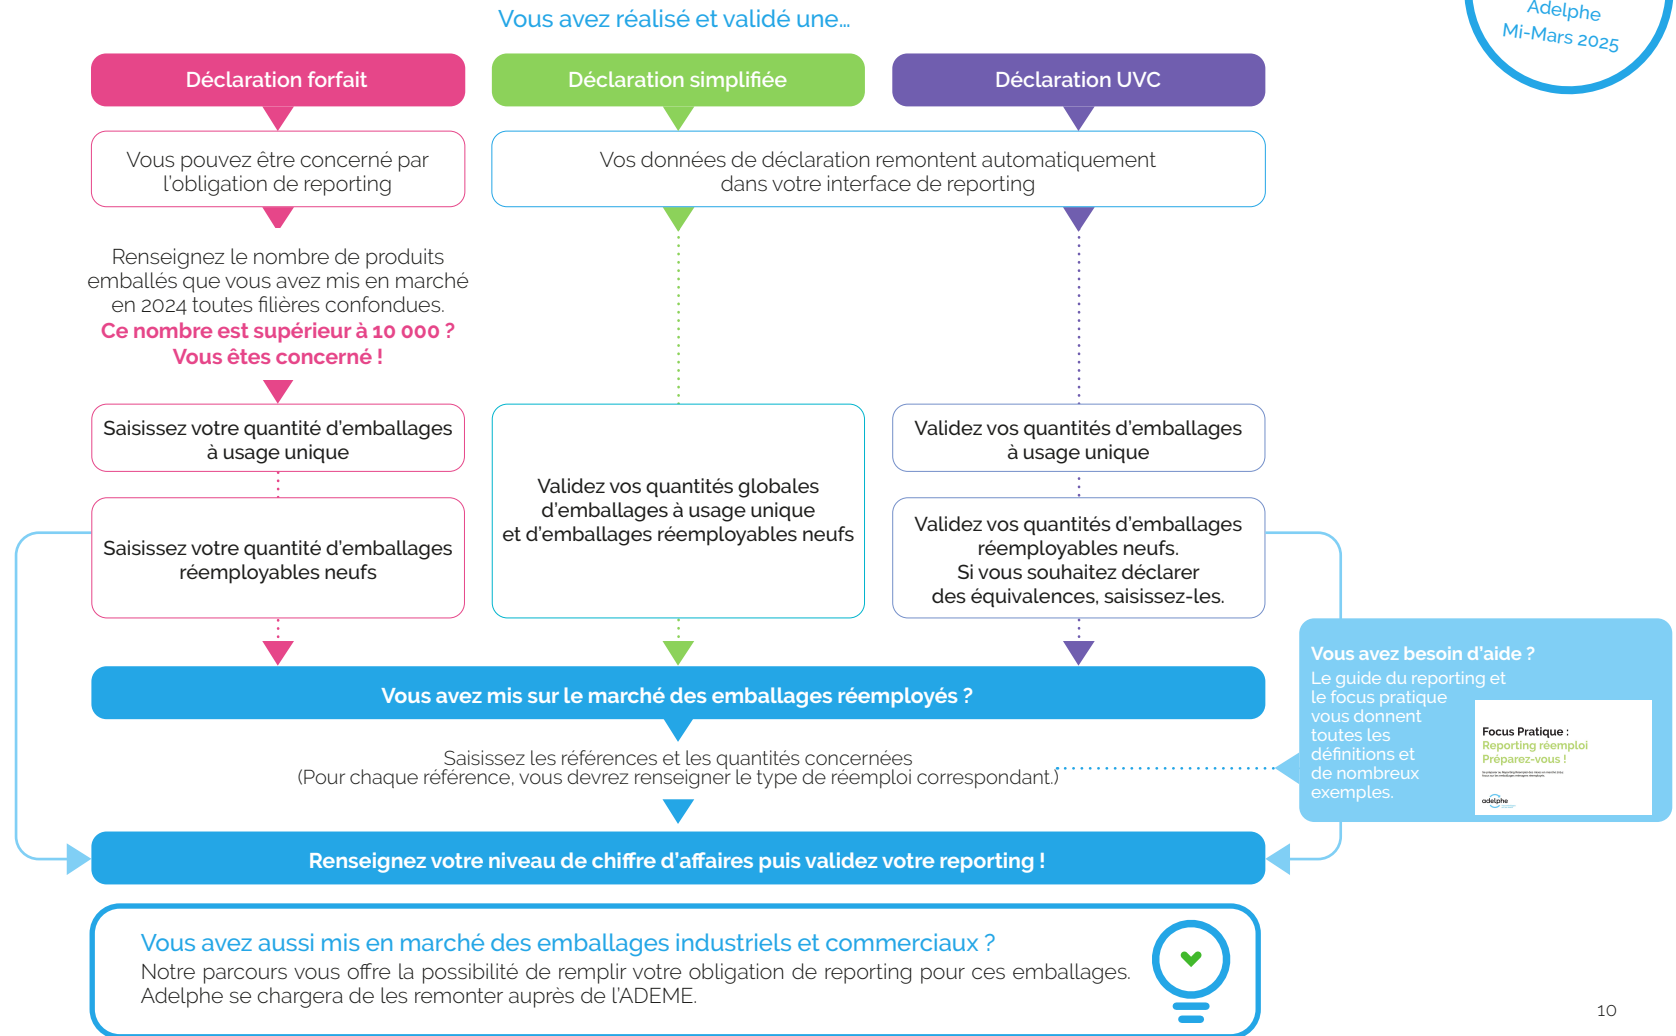 Vous avez réalisé et validé une...
Adelphe
Mi-Mars 2025
Déclaration forfait
Déclaration simplifiée
Déclaration UVC
Vous pouvez être concerné par
l'obligation de reporting
Vos données de déclaration remontent automatiquement
dans votre interface de reporting
Renseignez le nombre de produits
emballés que vous avez mis en marché
en 2024 toutes filières confondues.
Ce nombre est supérieur à 10 000 ?
Vous êtes concerné !
Saisissez votre quantité d'emballages
à usage unique
Saisissez votre quantité d'emballages
réemployables neufs
Validez vos quantités globales
d'emballages à usage unique
et d'emballages réemployables neufs
Validez vos quantités d'emballages
à usage unique
Validez vos quantités d'emballages
réemployables neufs.
Si vous souhaitez déclarer
des équivalences, saisissez-les.
Vous avez mis sur le marché des emballages réemployés ?
Saisissez les références et les quantités concernées
(Pour chaque référence, vous devrez renseigner le type de réemploi correspondant.)
Vous avez besoin d'aide ?
Le guide du reporting et
le focus pratique
vous donnent
toutes les
définitions et
de nombreux
exemples.
Focus Pratique :
Reporting réemploi
Préparez-vous !
adelphe
Renseignez votre niveau de chiffre d'affaires puis validez votre reporting !
Vous avez aussi mis en marché des emballages industriels et commerciaux ?
Notre parcours vous offre la possibilité de remplir votre obligation de reporting pour ces emballages.
Adelphe se chargera de les remonter auprès de l'ADEME.
10